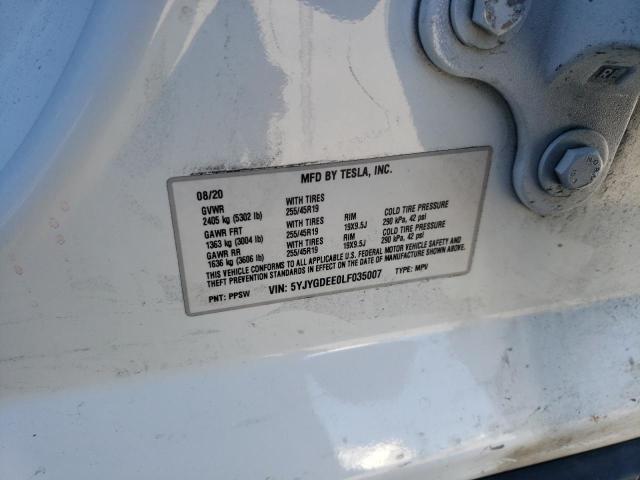 MFD BY TESLA, INC.
08/20
GVWR WITH TIRES
2405 kg (5302 lb) 255/45R19 RIM COLD TIRE PRESSURE
GAWR FRT WITH TIRES 19X9.5J 290 kPa, 42 psi
1363 kg (3004 lb) 255/45R19 RIM COLD TIRE PRESSURE
GAWR RR WITH TIRES 19X9.5J 290 kPa, 42 psi
1636 kg (3606 lb) 255/45R19
THIS VEHICLE CONFORMS TO ALL APPLICABLE U.S. FEDERAL MOTOR VEHICLE SAFETY AND
THEFT PREVENTION STANDARDS IN EFFECT ON THE DATE OF MANUFACTURE SHOWN ABOVE.
PNT: PPSW VIN: 5YJYGDEE0LF035007 TYPE: MPV